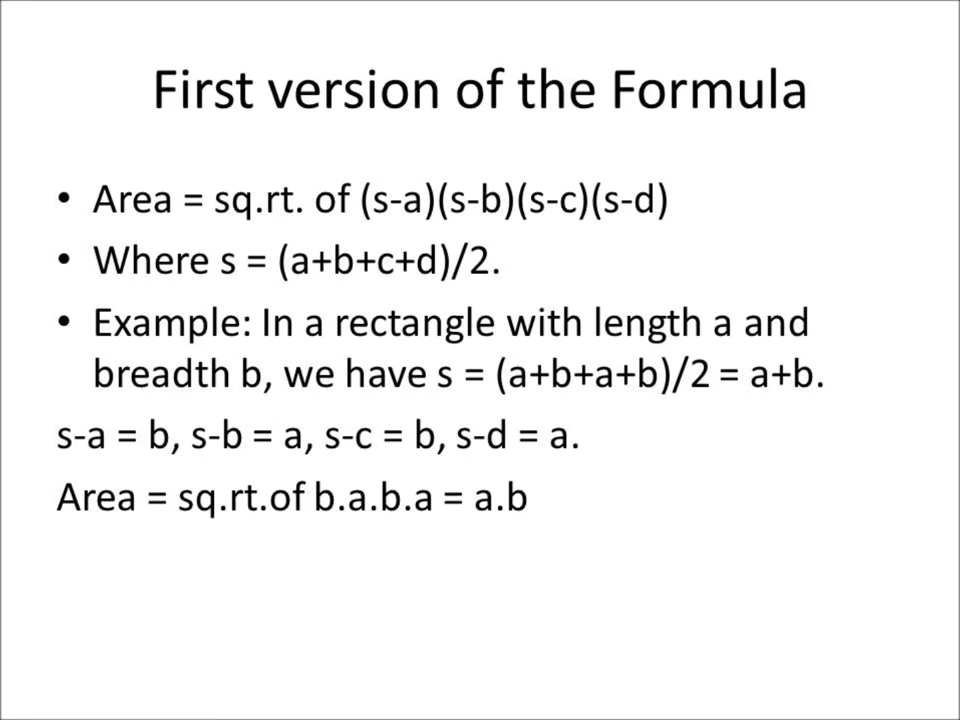 First version of the Formula
• Area = sq.rt. of (s-a)(s-b)(s-c)(s-d)
• Where s = (a+b+c+d)/2.
• Example: In a rectangle with length a and
breadth b, we have s = (a+b+a+b)/2 = a+b.
s-a = b, s-b = a, s-c = b, s-d = a.
Area = sq.rt.of b.a.b.a = a.b